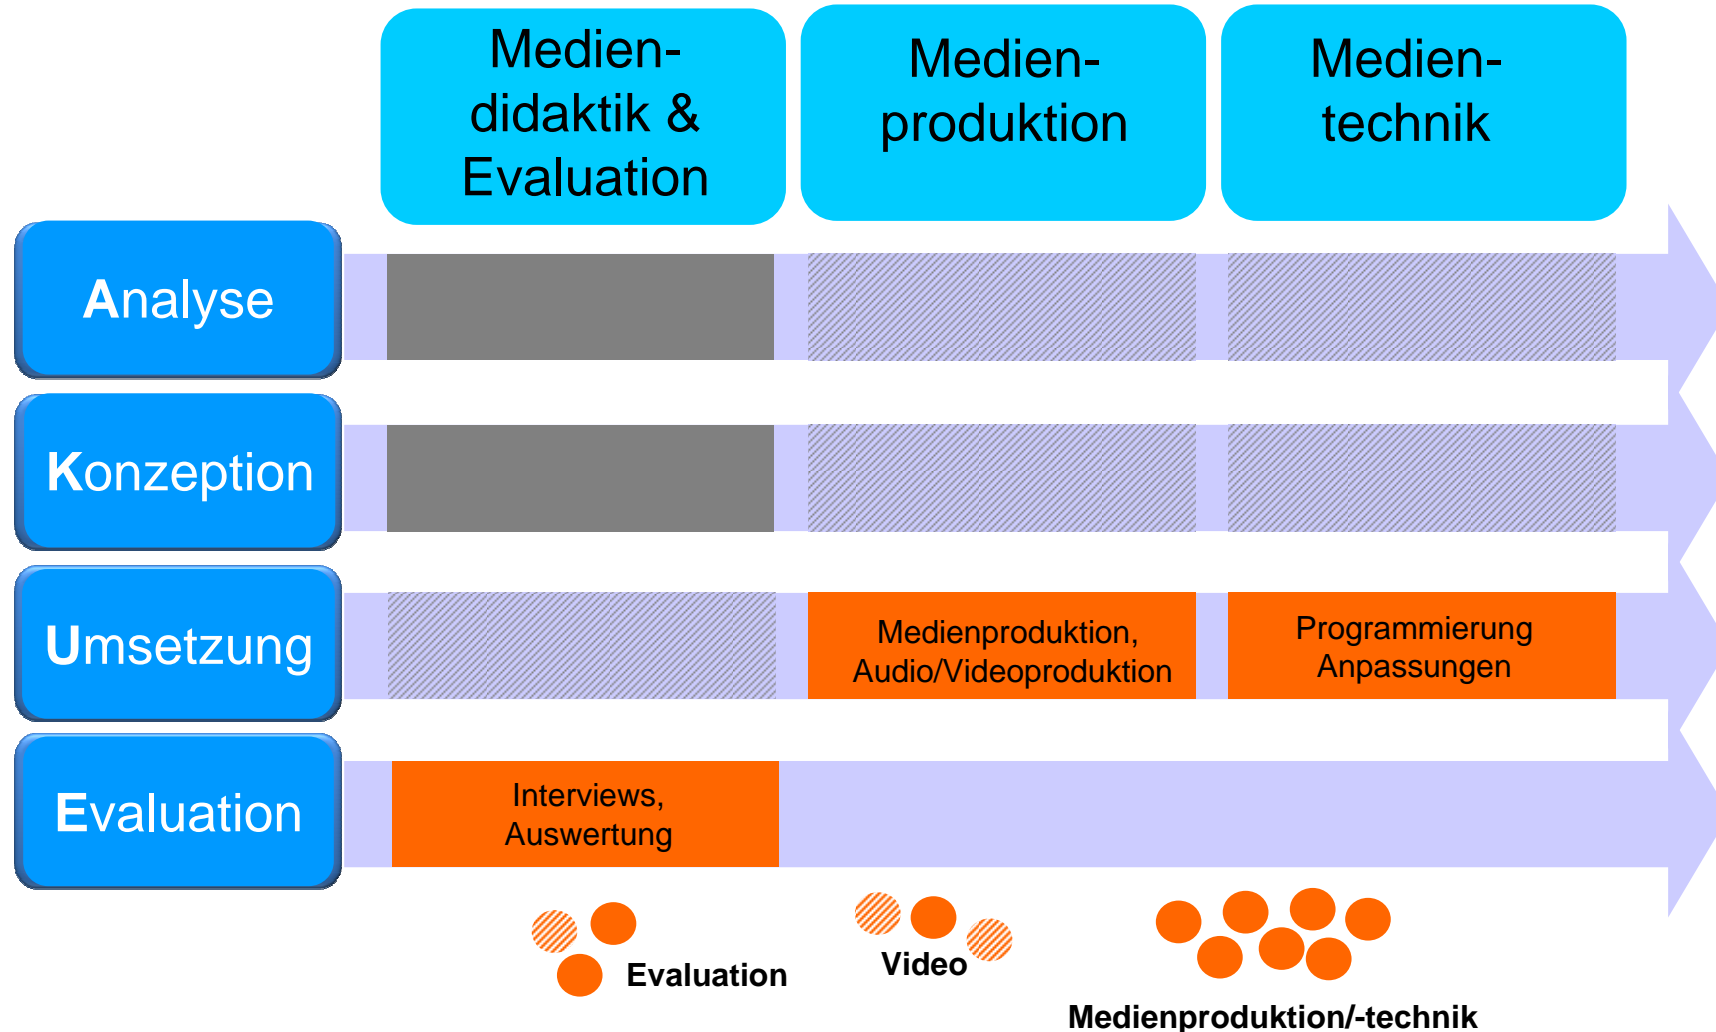 Medien-
didaktik &
Evaluation
Medien-
produktion
Medien-
technik
Analyse
Konzeption
Umsetzung
Medienproduktion,
Audio/Videoproduktion
Programmierung
Anpassungen
Evaluation
Interviews,
Auswertung
Evaluation
Video
Medienproduktion/-technik